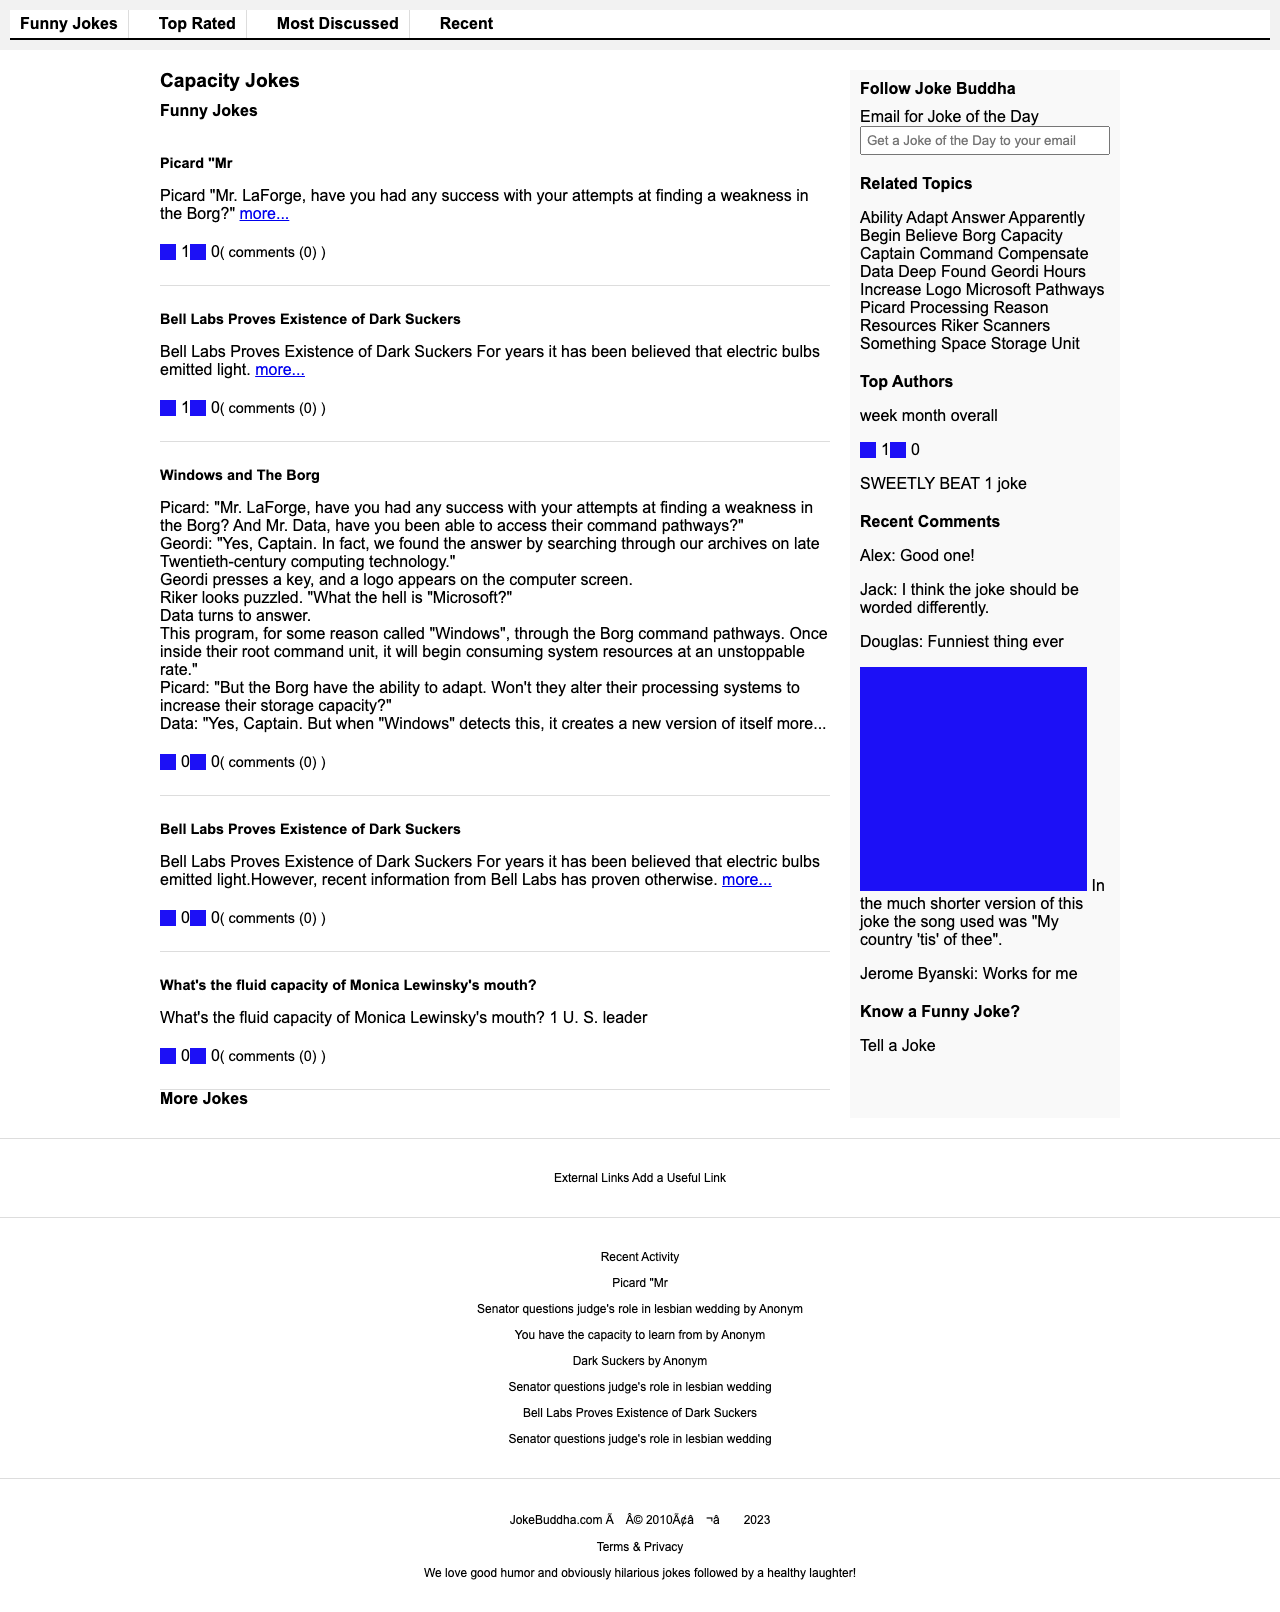 Funny Jokes
Top Rated
Most Discussed
Recent
Capacity Jokes
Funny Jokes
Picard "Mr
Picard "Mr. LaForge, have you had any success with your attempts at finding a weakness in
the Borg?" more...
1 0( comments (0) )
Bell Labs Proves Existence of Dark Suckers
Bell Labs Proves Existence of Dark Suckers For years it has been believed that electric bulbs
emitted light. more...
1 0( comments (0) )
Windows and The Borg
Picard: "Mr. LaForge, have you had any success with your attempts at finding a weakness in
the Borg? And Mr. Data, have you been able to access their command pathways?"
Geordi: "Yes, Captain. In fact, we found the answer by searching through our archives on late
Twentieth-century computing technology."
Geordi presses a key, and a logo appears on the computer screen.
Riker looks puzzled. "What the hell is "Microsoft?"
Data turns to answer.
This program, for some reason called "Windows", through the Borg command pathways. Once
inside their root command unit, it will begin consuming system resources at an unstoppable
rate."
Picard: "But the Borg have the ability to adapt. Won't they alter their processing systems to
increase their storage capacity?"
Data: "Yes, Captain. But when "Windows" detects this, it creates a new version of itself more...
0 0( comments (0) )
Bell Labs Proves Existence of Dark Suckers
Bell Labs Proves Existence of Dark Suckers For years it has been believed that electric bulbs
emitted light.However, recent information from Bell Labs has proven otherwise. more...
0 0( comments (0) )
What's the fluid capacity of Monica Lewinsky's mouth?
What's the fluid capacity of Monica Lewinsky's mouth? 1 U. S. leader
0 0( comments (0) )
More Jokes
Follow Joke Buddha
Email for Joke of the Day
Get a Joke of the Day to your email
Related Topics
Ability Adapt Answer Apparently
Begin Believe Borg Capacity
Captain Command Compensate
Data Deep Found Geordi Hours
Increase Logo Microsoft Pathways
Picard Processing Reason
Resources Riker Scanners
Something Space Storage Unit
Top Authors
week month overall
1 0
SWEETLY BEAT 1 joke
Recent Comments
Alex: Good one!
Jack: I think the joke should be
worded differently.
Douglas: Funniest thing ever
In
the much shorter version of this
joke the song used was "My
country 'tis' of thee".
Jerome Byanski: Works for me
Know a Funny Joke?
Tell a Joke
External Links Add a Useful Link
Recent Activity
Picard "Mr
Senator questions judge's role in lesbian wedding by Anonym
You have the capacity to learn from by Anonym
Dark Suckers by Anonym
Senator questions judge's role in lesbian wedding
Bell Labs Proves Existence of Dark Suckers
Senator questions judge's role in lesbian wedding
JokeBuddha.com Ã Â© 2010Ã¢â ¬â 2023
Terms & Privacy
We love good humor and obviously hilarious jokes followed by a healthy laughter!